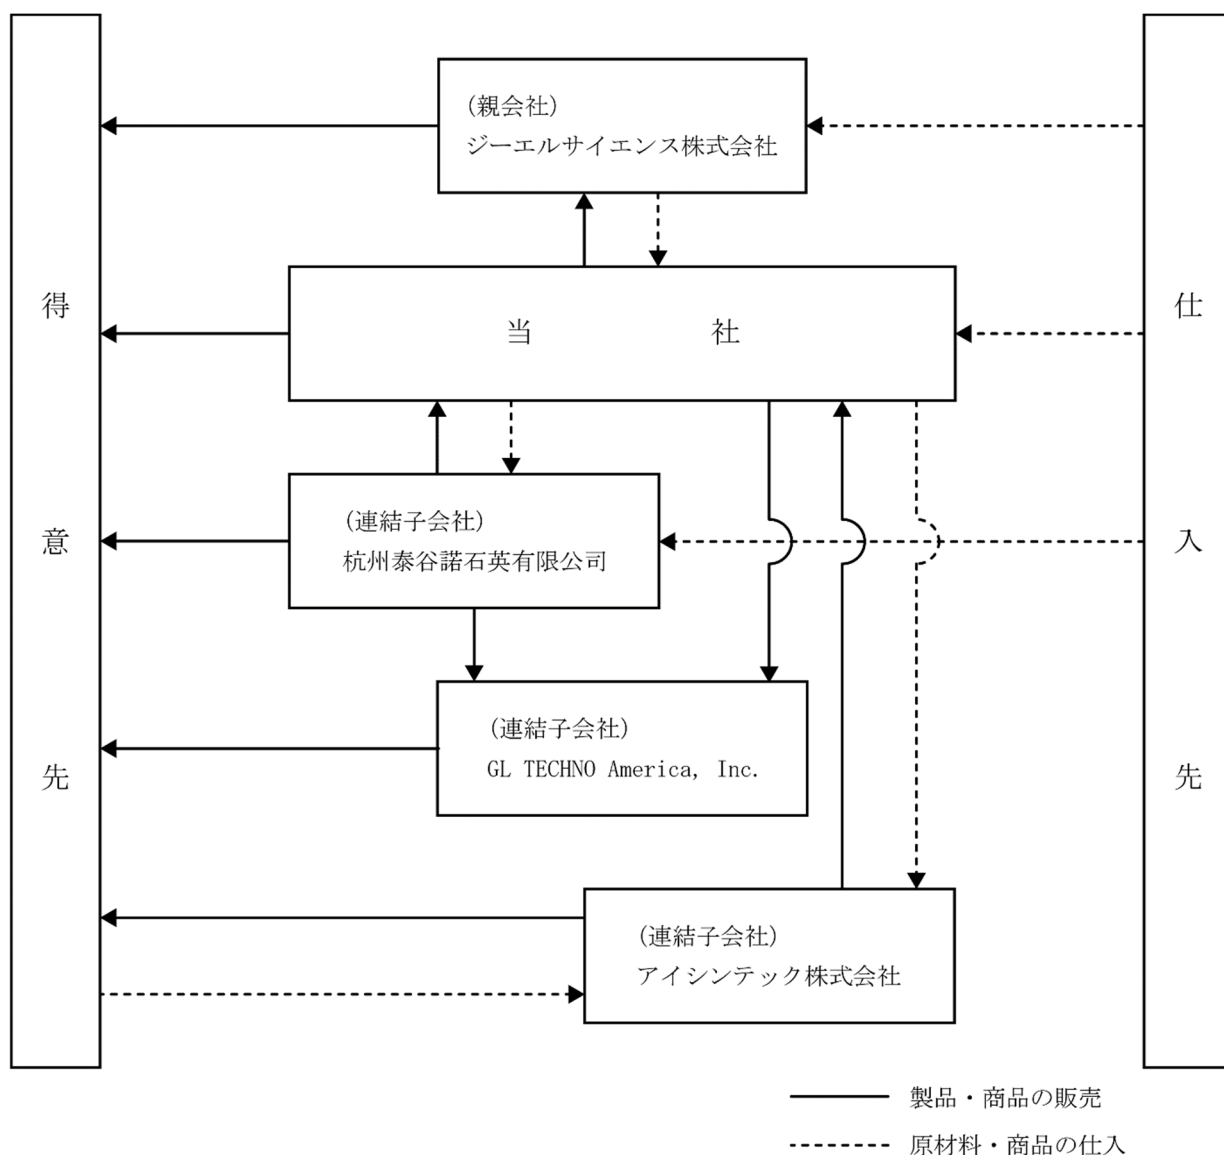 得意先
仕入先
(親会社)
ジーエルサイエンス株式会社
当社
(連結子会社)
杭州泰谷諾石英有限公司
(連結子会社)
GL TECHNO America, Inc.
(連結子会社)
アイシンテック株式会社
製品・商品の販売
原材料・商品の仕入